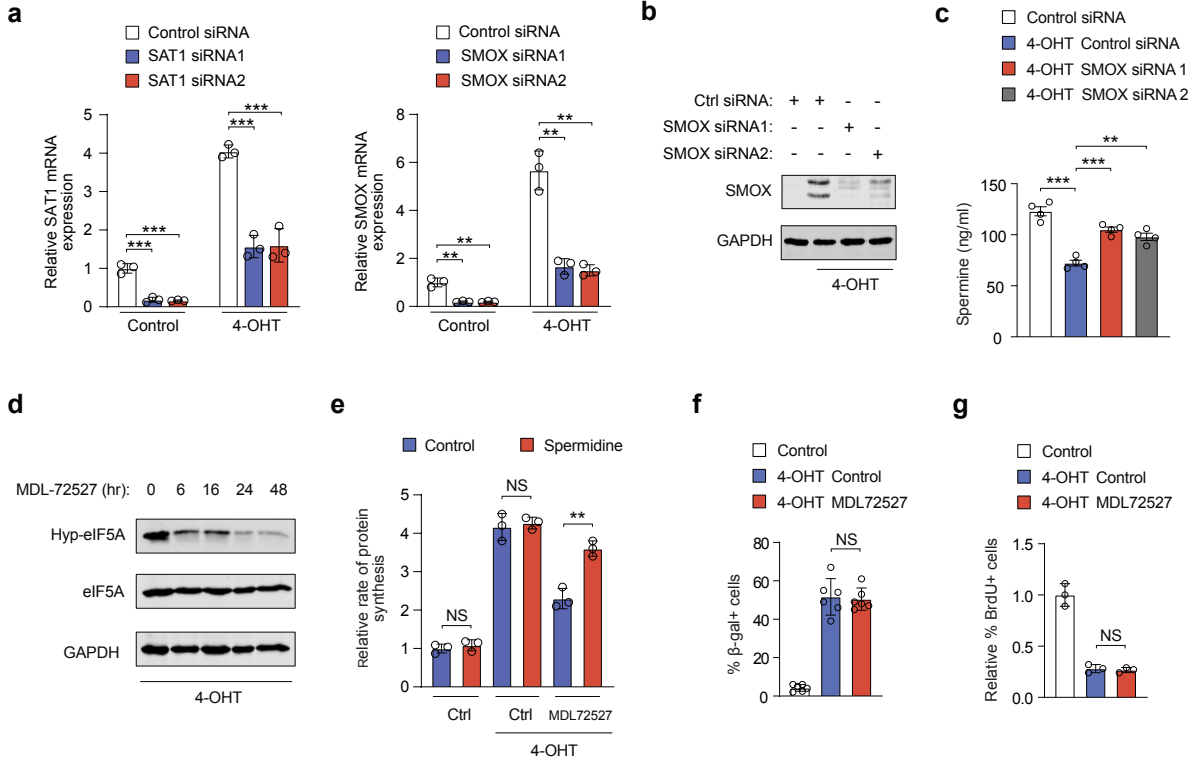 a
Control siRNA
SAT1 siRNA1
SAT1 siRNA2
Relative SAT1 mRNA
expression
5
4
3
2
1
0
***
***
***
***
Control
4-OHT
Control siRNA
SMOX siRNA1
SMOX siRNA2
Relative SMOX mRNA
expression
8
6
4
2
0
**
**
**
**
Control
4-OHT
b
Ctrl siRNA: + + - -
SMOX siRNA1: - - + -
SMOX siRNA2: - - - +
SMOX
GAPDH
4-OHT
c
Control siRNA
4-OHT Control siRNA
4-OHT SMOX siRNA 1
4-OHT SMOX siRNA 2
Spermine (ng/ml)
150
100
50
0
***
***
**
d
MDL-72527 (hr): 0 6 16 24 48
Hyp-eIF5A
eIF5A
GAPDH
4-OHT
e
Control
Spermidine
Relative rate of protein
synthesis
5
4
3
2
1
0
NS
NS
**
Ctrl
Ctrl
MDL72527
4-OHT
f
Control
4-OHT Control
4-OHT MDL72527
% β-gal+ cells
80
60
40
20
0
NS
g
Control
4-OHT Control
4-OHT MDL72527
Relative % BrdU+ cells
1.5
1.0
0.5
0.0
NS